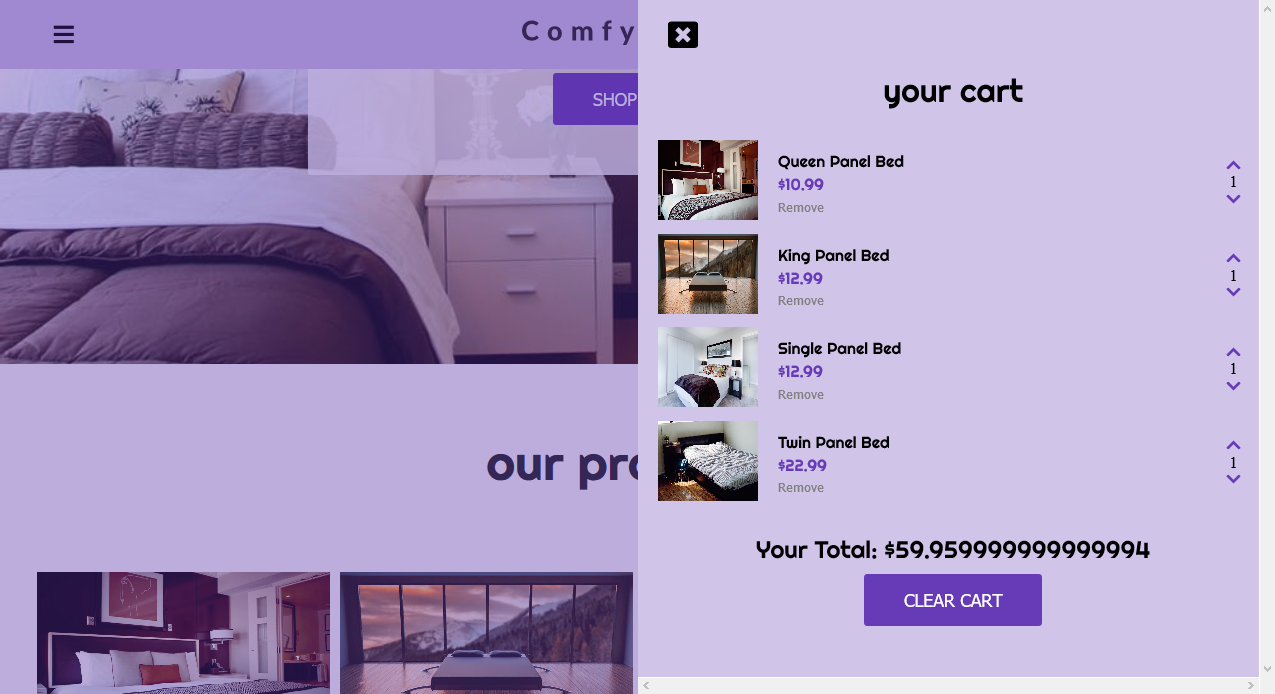 Comfy
SHOP
our pro
your cart
Queen Panel Bed
$10.99
Remove
1
King Panel Bed
$12.99
Remove
1
Single Panel Bed
$12.99
Remove
1
Twin Panel Bed
$22.99
Remove
1
Your Total: $59.959999999999994
CLEAR CART